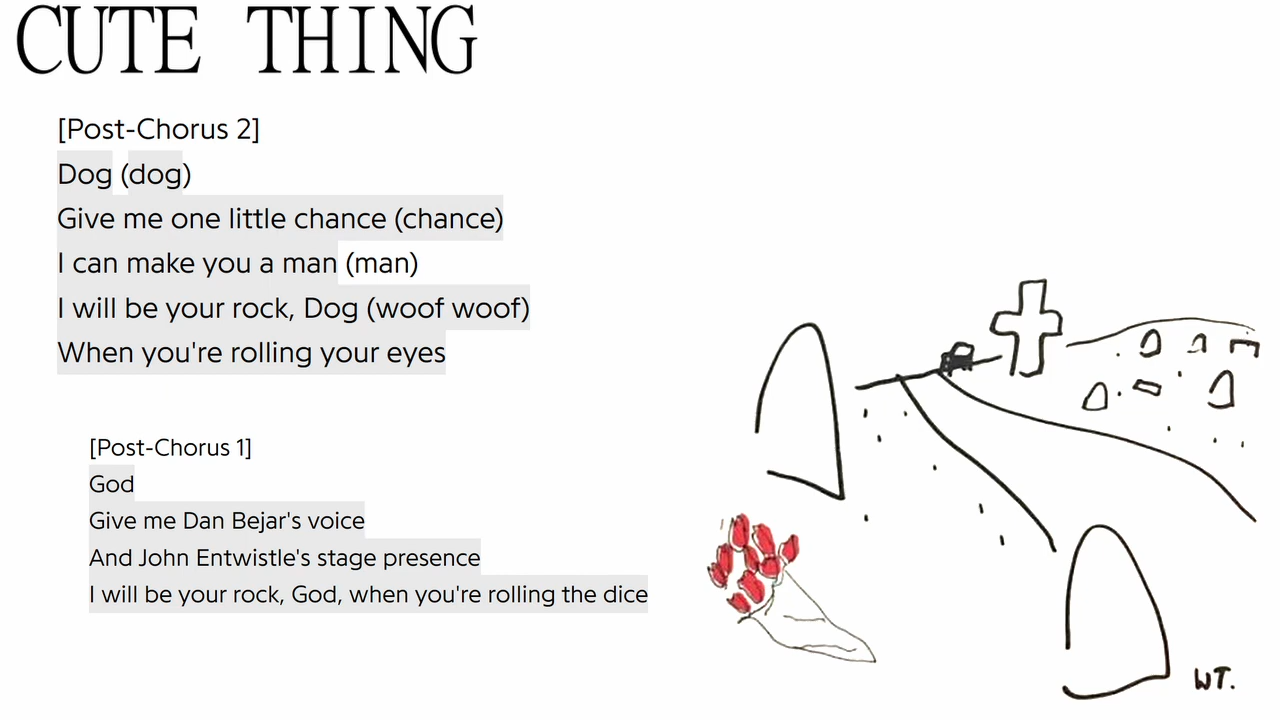 CUTE THING
[Post-Chorus 2]
Dog (dog)
Give me one little chance (chance)
I can make you a man (man)
I will be your rock, Dog (woof woof)
When you're rolling your eyes
[Post-Chorus 1]
God
Give me Dan Bejar's voice
And John Entwistle's stage presence
I will be your rock, God, when you're rolling the dice
WT.